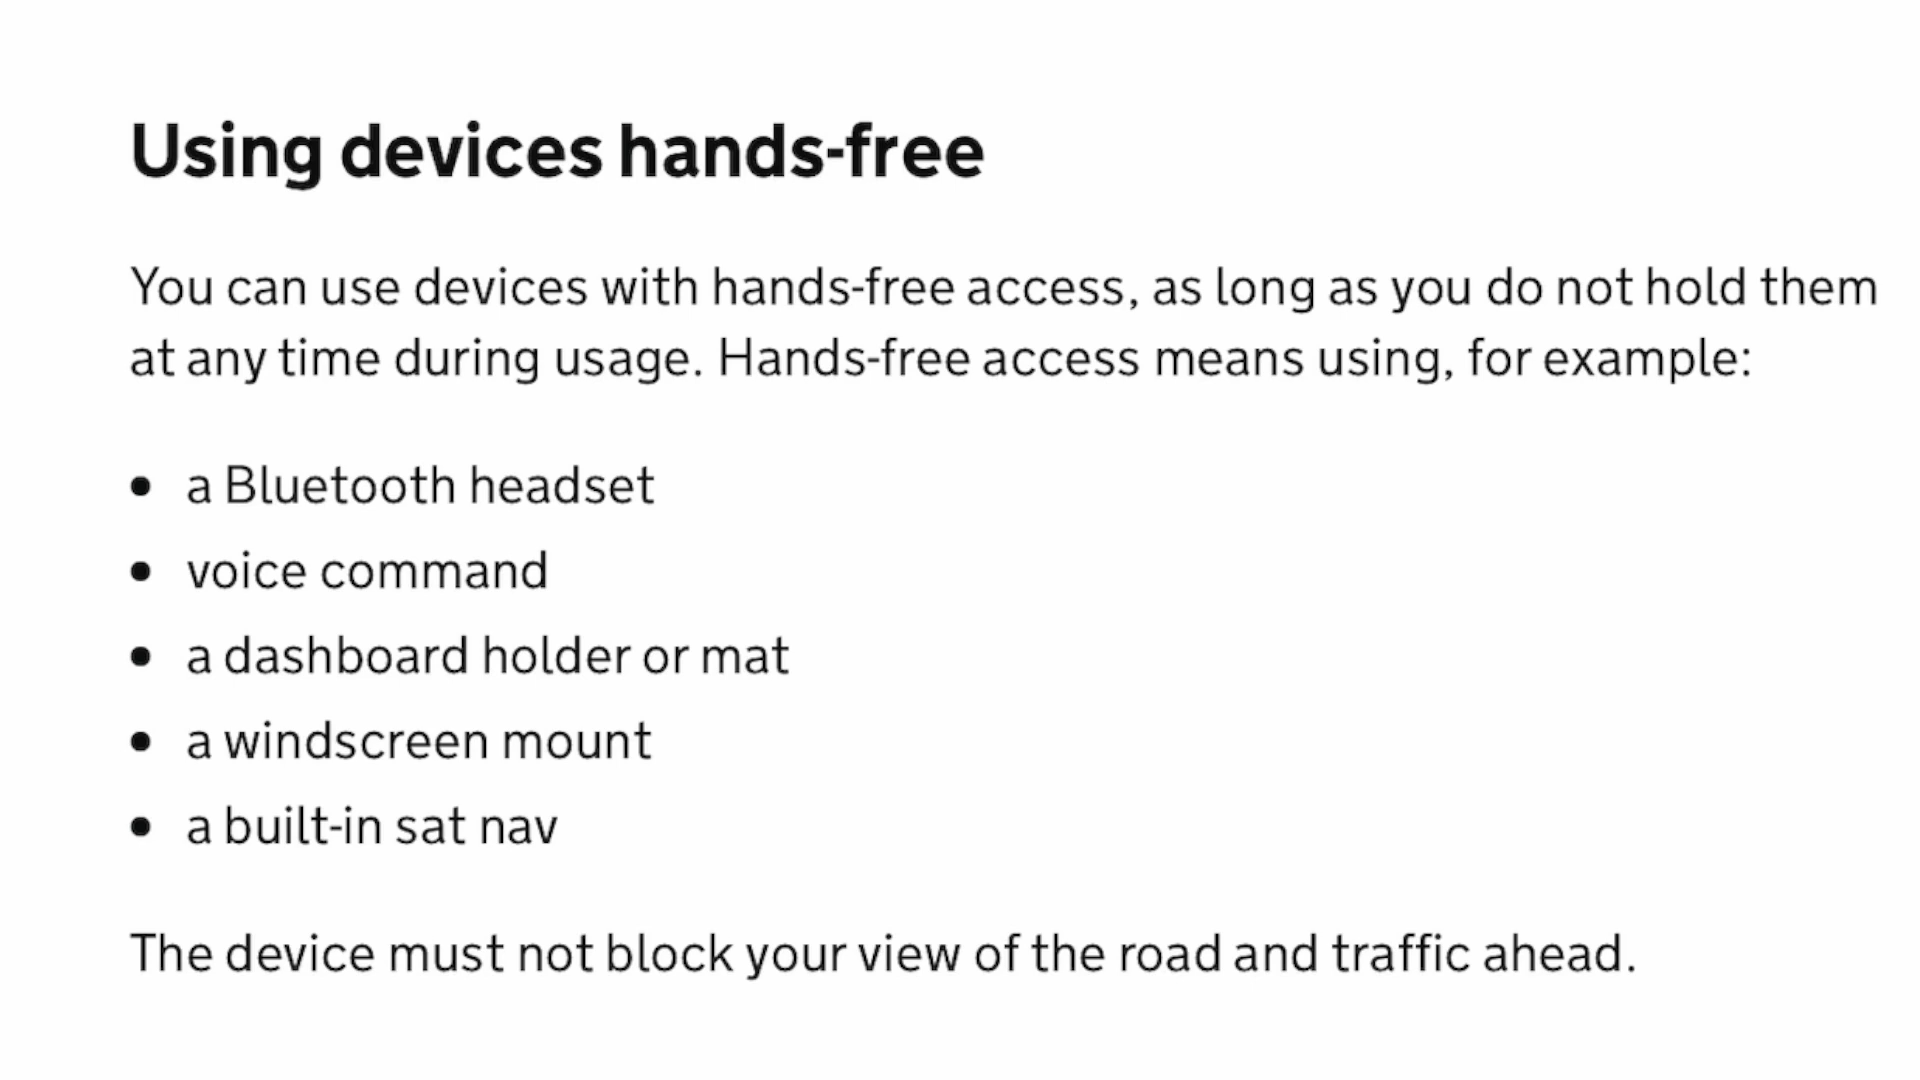 Using devices hands-free
You can use devices with hands-free access, as long as you do not hold them
at any time during usage. Hands-free access means using, for example:
• a Bluetooth headset
• voice command
• a dashboard holder or mat
• a windscreen mount
• a built-in sat nav
The device must not block your view of the road and traffic ahead.